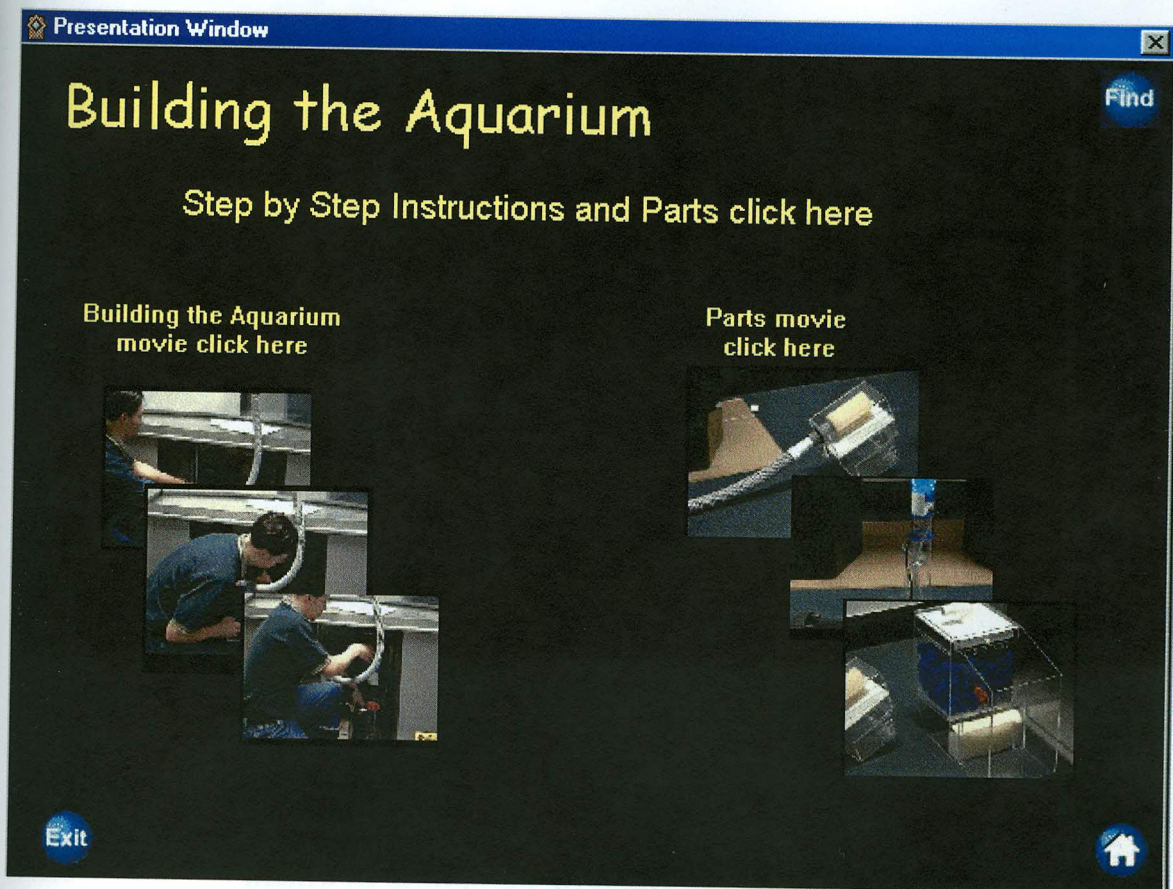 Presentation Window
Find
Building the Aquarium
Step by Step Instructions and Parts click here
Building the Aquarium
movie click here
Parts movie
click here
Exit